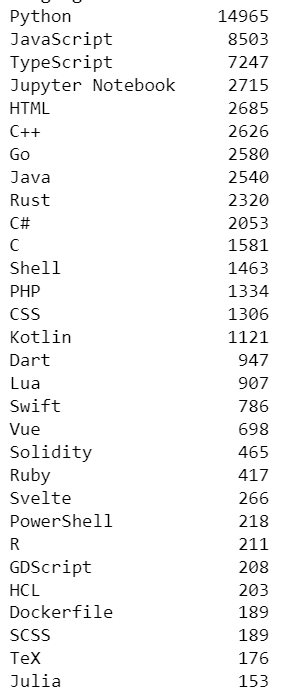 Python 14965
JavaScript 8503
TypeScript 7247
Jupyter Notebook 2715
HTML 2685
C++ 2626
Go 2580
Java 2540
Rust 2320
C# 2053
C 1581
Shell 1463
PHP 1334
CSS 1306
Kotlin 1121
Dart 947
Lua 907
Swift 786
Vue 698
Solidity 465
Ruby 417
Svelte 266
PowerShell 218
R 211
GDScript 208
HCL 203
Dockerfile 189
SCSS 189
TeX 176
Julia 153